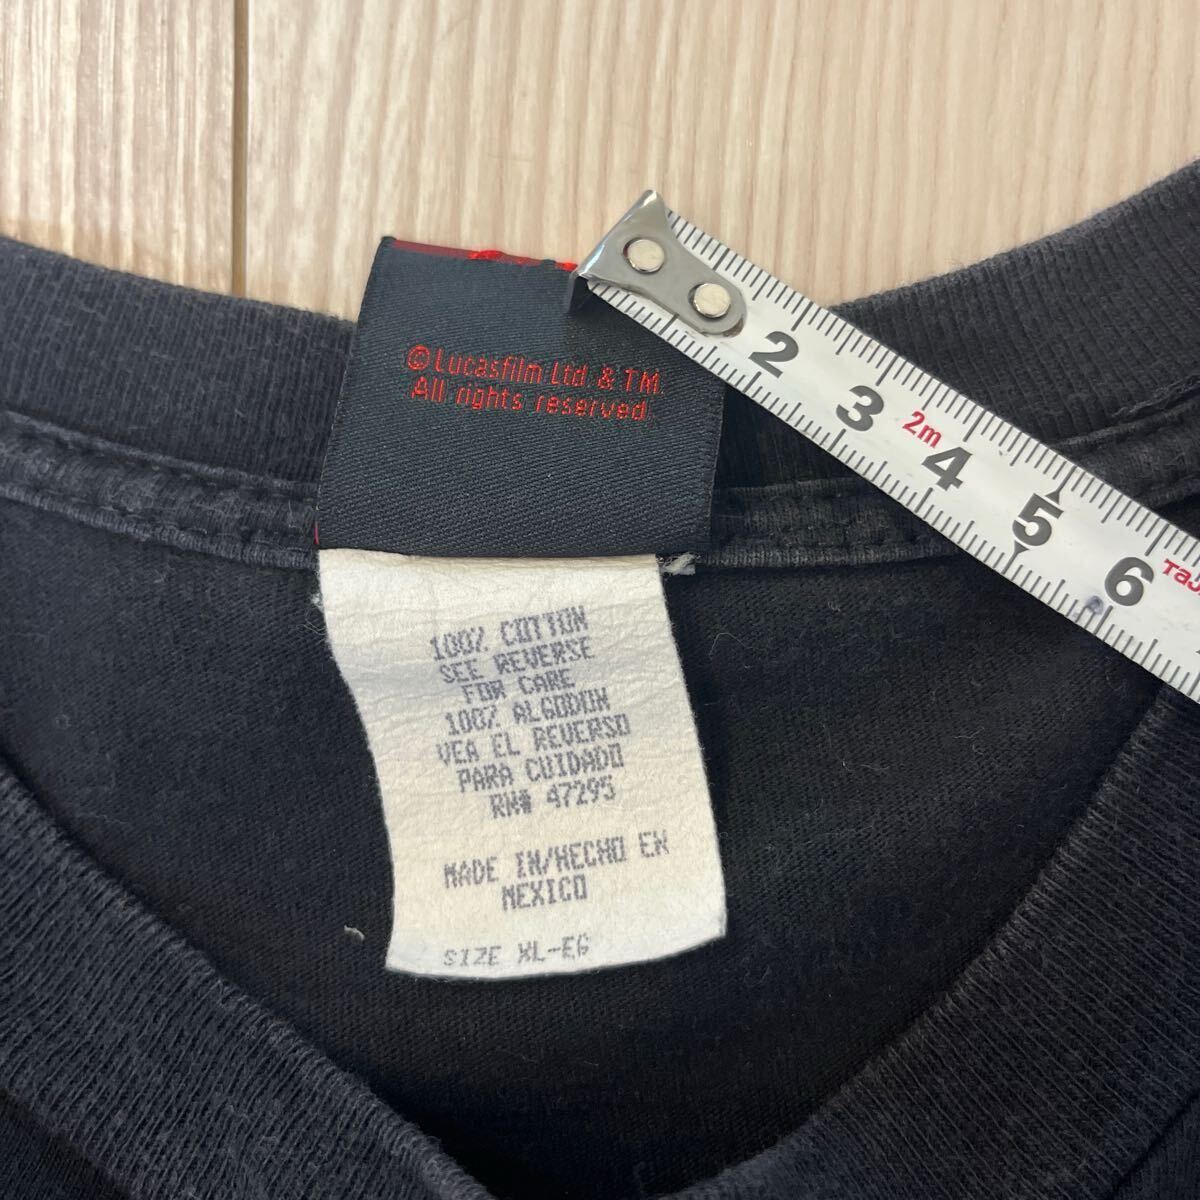 © Lucasfilm Ltd. & TM.
All rights reserved.
2 3 2m 4 5 6
100% COTTON
SEE REVERSE
FOR CARE
100% ALGODON
VEA EL REVERSO
PARA CUIDADO
RN# 47295
MADE IN/HECHO EN
MEXICO
SIZE XL-EG